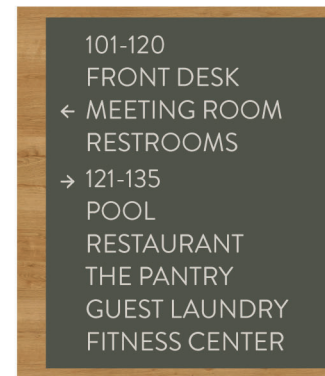 101-120
FRONT DESK
← MEETING ROOM
RESTROOMS
→ 121-135
POOL
RESTAURANT
THE PANTRY
GUEST LAUNDRY
FITNESS CENTER